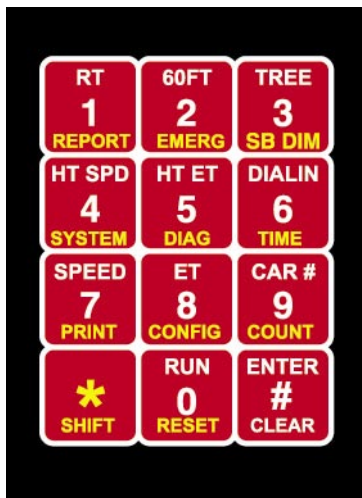 RT 60FT TREE
1 2 3
REPORT EMERG SB DIM
HT SPD HT ET DIALIN
4 5 6
SYSTEM DIAG TIME
SPEED ET CAR #
7 8 9
PRINT CONFIG COUNT
RUN ENTER
* 0 #
SHIFT RESET CLEAR